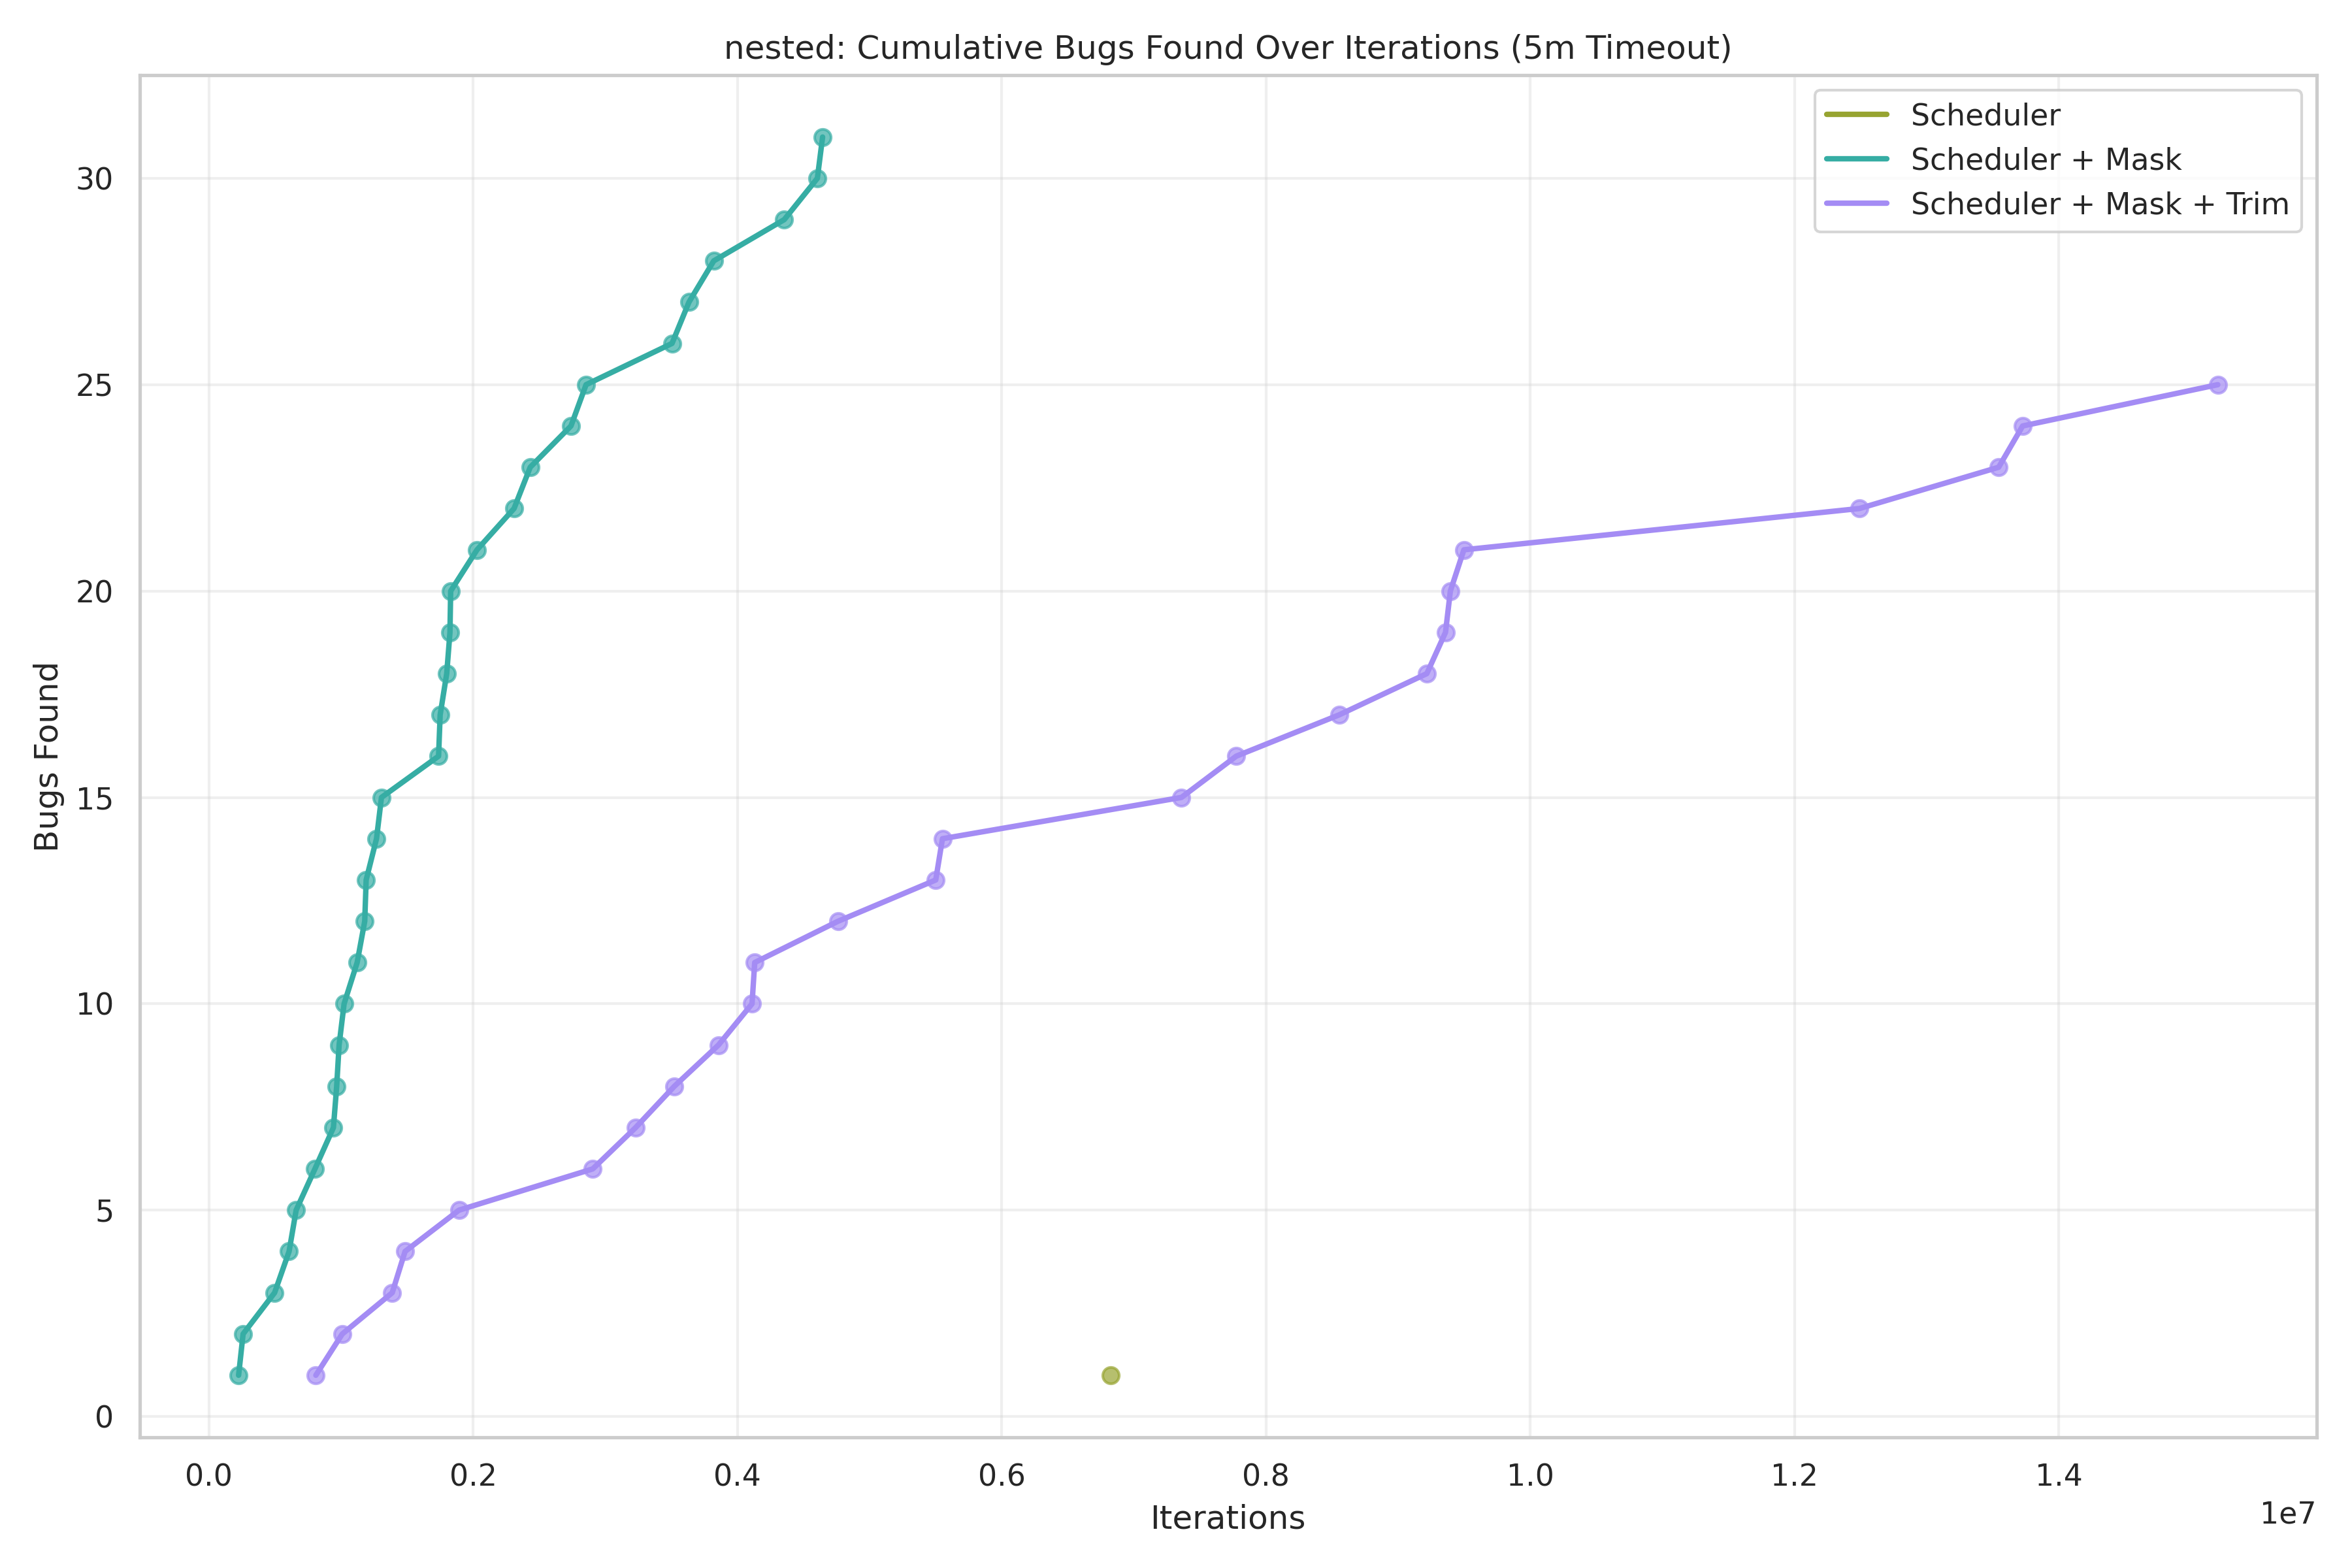 nested: Cumulative Bugs Found Over Iterations (5m Timeout)
Scheduler
Scheduler + Mask
Scheduler + Mask + Trim
Bugs Found
30
25
20
15
10
5
0
0.0 0.2 0.4 0.6 0.8 1.0 1.2 1.4
1e7
Iterations